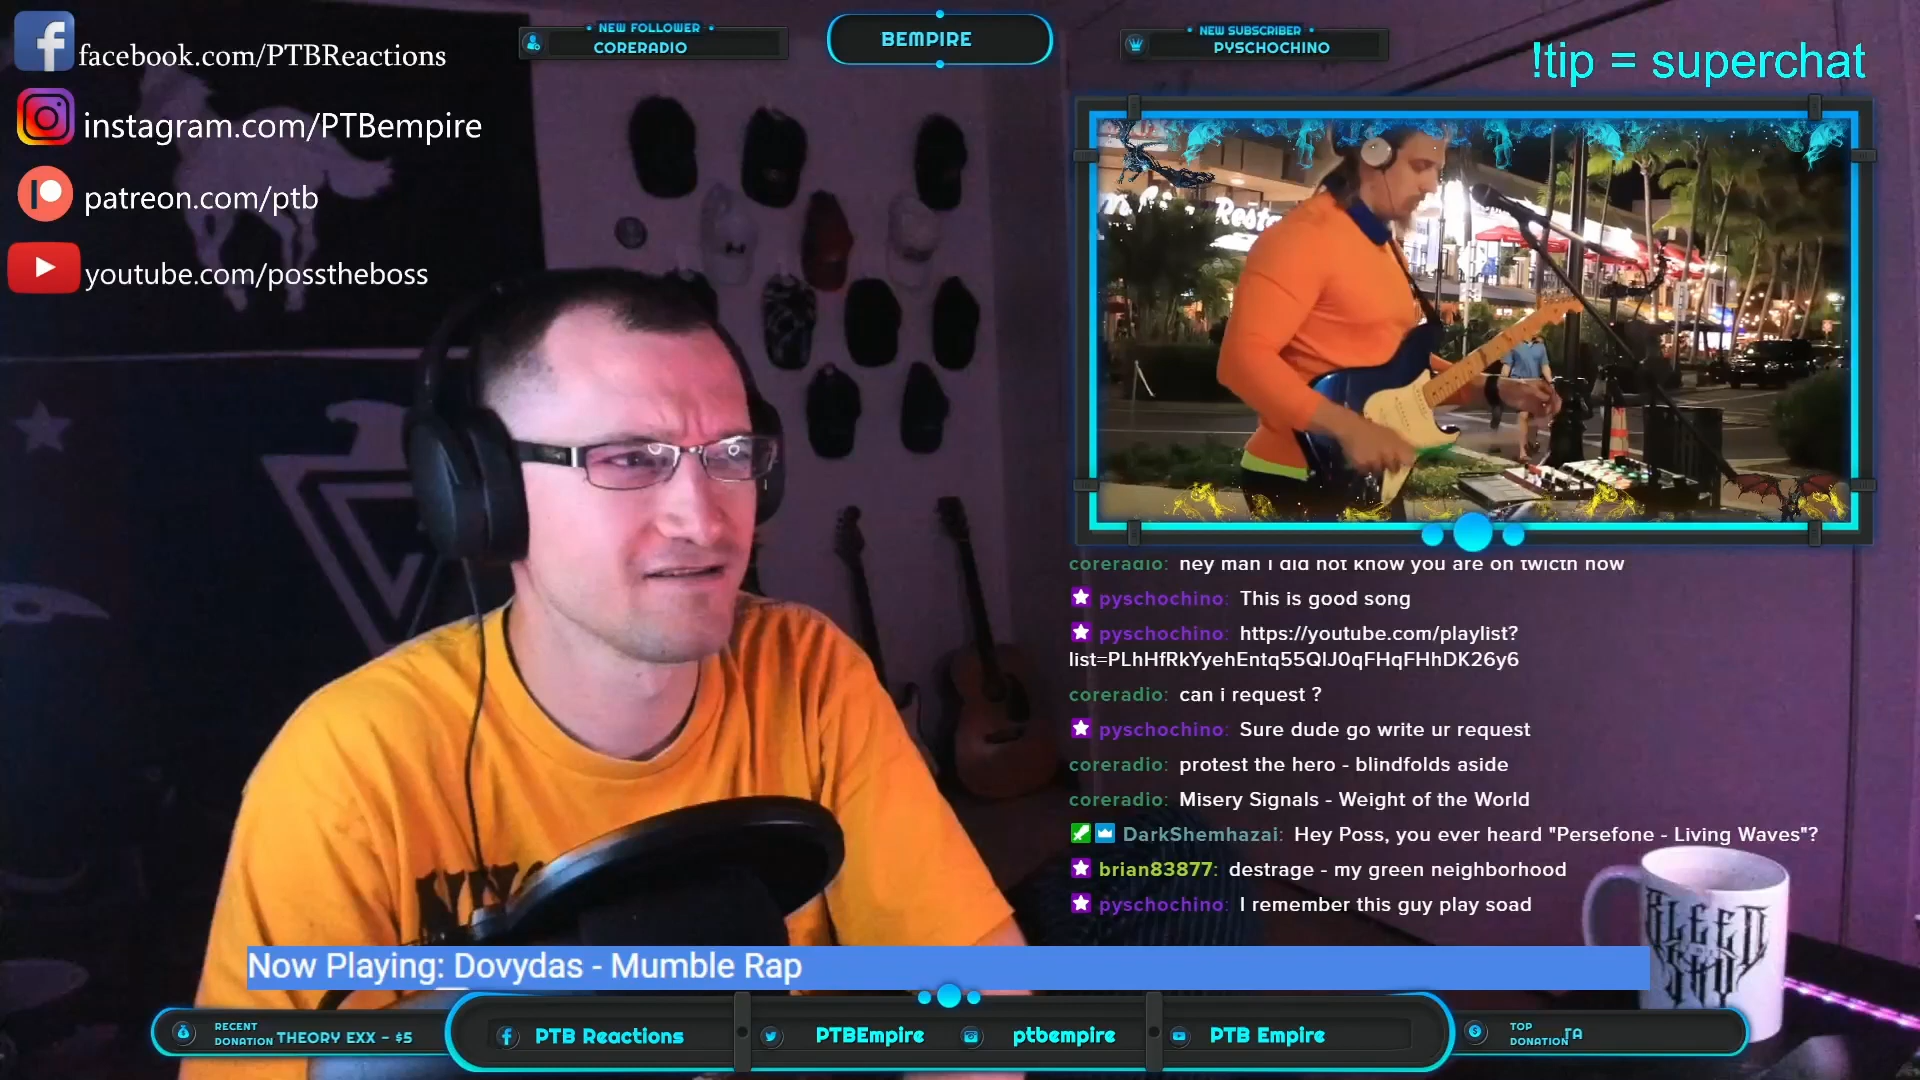 facebook.com/PTBReactions
instagram.com/PTBempire
patreon.com/ptb
youtube.com/posstheboss
NEW FOLLOWER
CORERADIO
BEMPIRE
NEW SUBSCRIBER
PYSCHOCHINO
!tip = superchat
coreradio: hey man i did not know you are on twicth now
pyschochino: This is good song
pyschochino: https://youtube.com/playlist?
list=PLhHfRkYyehEntq55QlJ0qFHqFHhDK26y6
coreradio: can i request ?
pyschochino: Sure dude go write ur request
coreradio: protest the hero - blindfolds aside
coreradio: Misery Signals - Weight of the World
DarkShemhazai: Hey Poss, you ever heard "Persefone - Living Waves"?
brian83877: destrage - my green neighborhood
pyschochino: I remember this guy play soad
BLEED
Now Playing: Dovydas - Mumble Rap
RECENT
DONATION THEORY EXX - $5
PTB Reactions
PTBEmpire
ptbempire
PTB Empire
TOP
DONATION TA